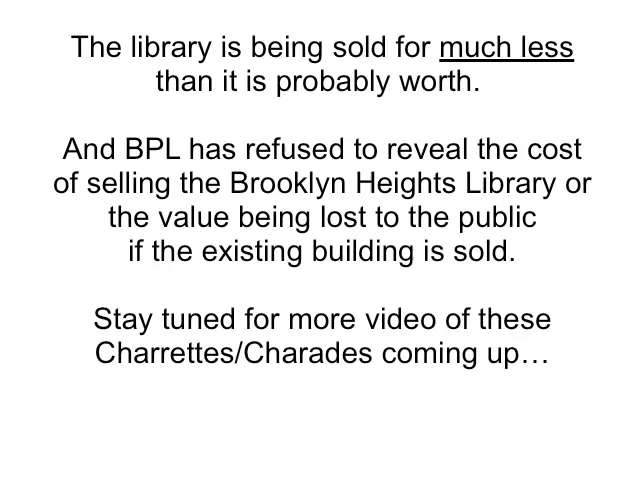 The library is being sold for much less
than it is probably worth.
And BPL has refused to reveal the cost
of selling the Brooklyn Heights Library or
the value being lost to the public
if the existing building is sold.
Stay tuned for more video of these
Charrettes/Charades coming up…